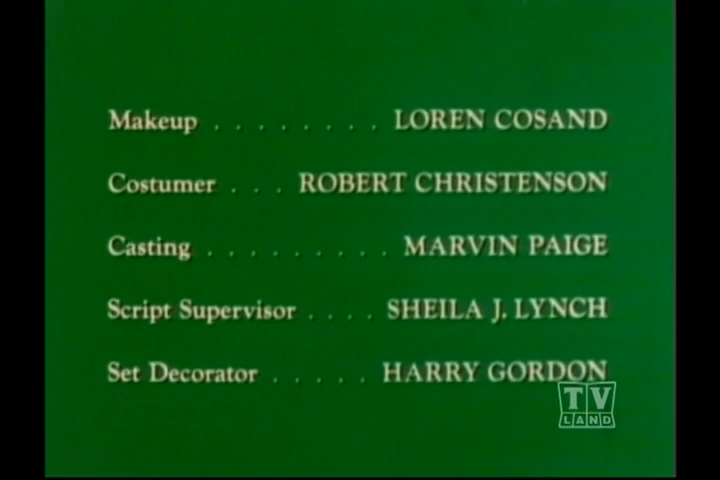 Makeup . . . . . . . . LOREN COSAND
Costumer . . . ROBERT CHRISTENSON
Casting . . . . . . . . . MARVIN PAIGE
Script Supervisor . . . . SHEILA J. LYNCH
Set Decorator . . . . . HARRY GORDON
TV
LAND